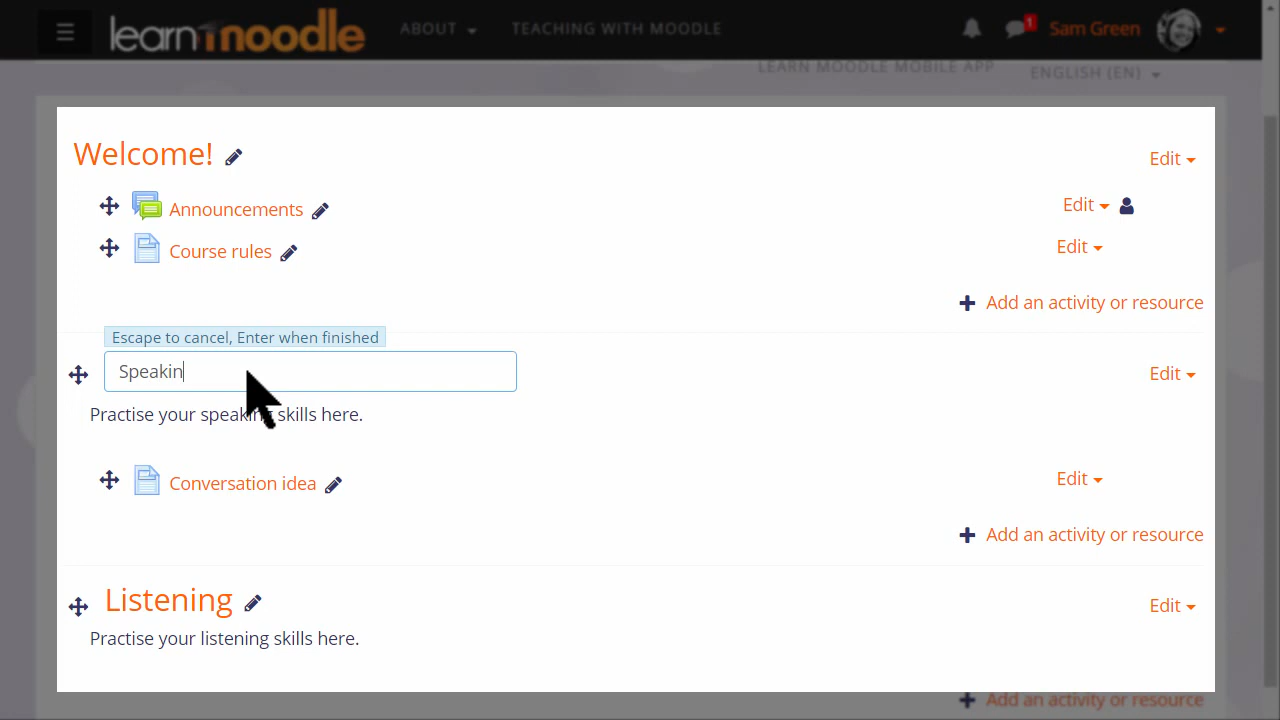 learn moodle ABOUT TEACHING WITH MOODLE 1 Sam Green
LEARN MOODLE MOBILE APP ENGLISH (EN)
Welcome! Edit
Announcements Edit
Course rules Edit
Add an activity or resource
Escape to cancel, Enter when finished
Speakin Edit
Practise your speaking skills here.
Conversation idea Edit
Add an activity or resource
Listening Edit
Practise your listening skills here.
Add an activity or resource